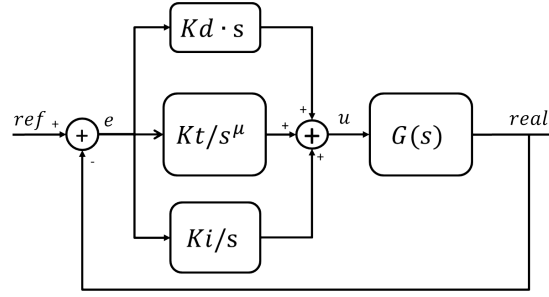 Kd · s
ref + + e + Kt/s^μ + + u G(s) real
-
+
Ki/s
+